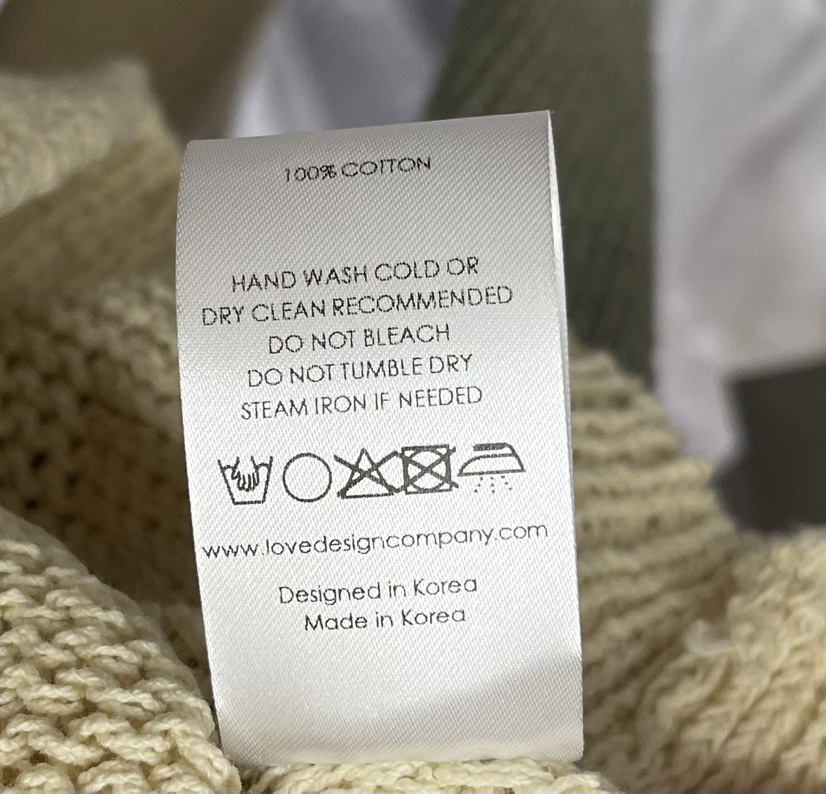 100% COTTON
HAND WASH COLD OR
DRY CLEAN RECOMMENDED
DO NOT BLEACH
DO NOT TUMBLE DRY
STEAM IRON IF NEEDED
www.lovedesigncompany.com
Designed in Korea
Made in Korea